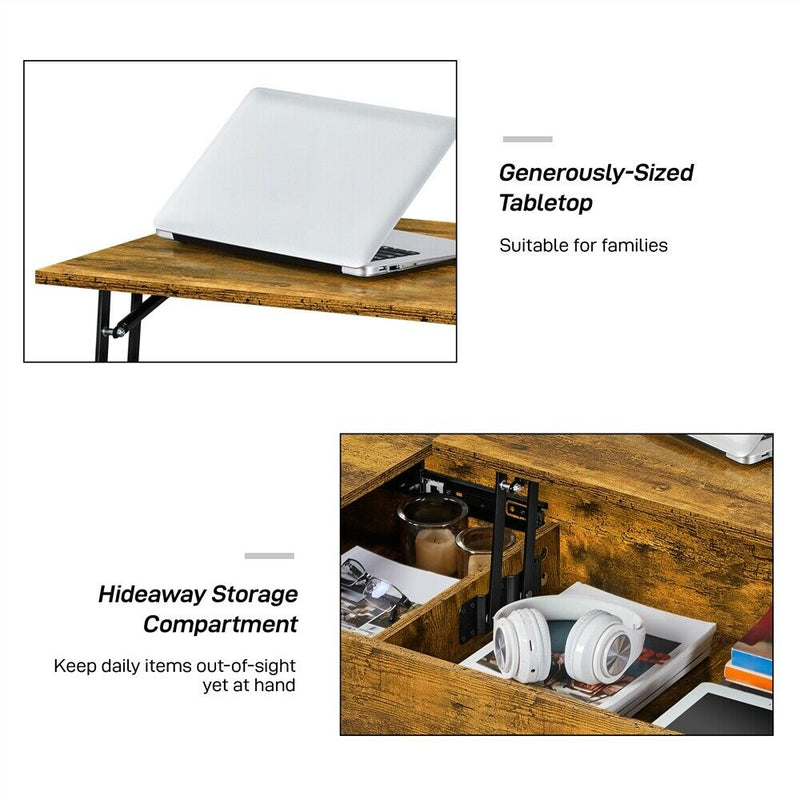 Generously-Sized
Tabletop
Suitable for families
Hideaway Storage
Compartment
Keep daily items out-of-sight
yet at hand